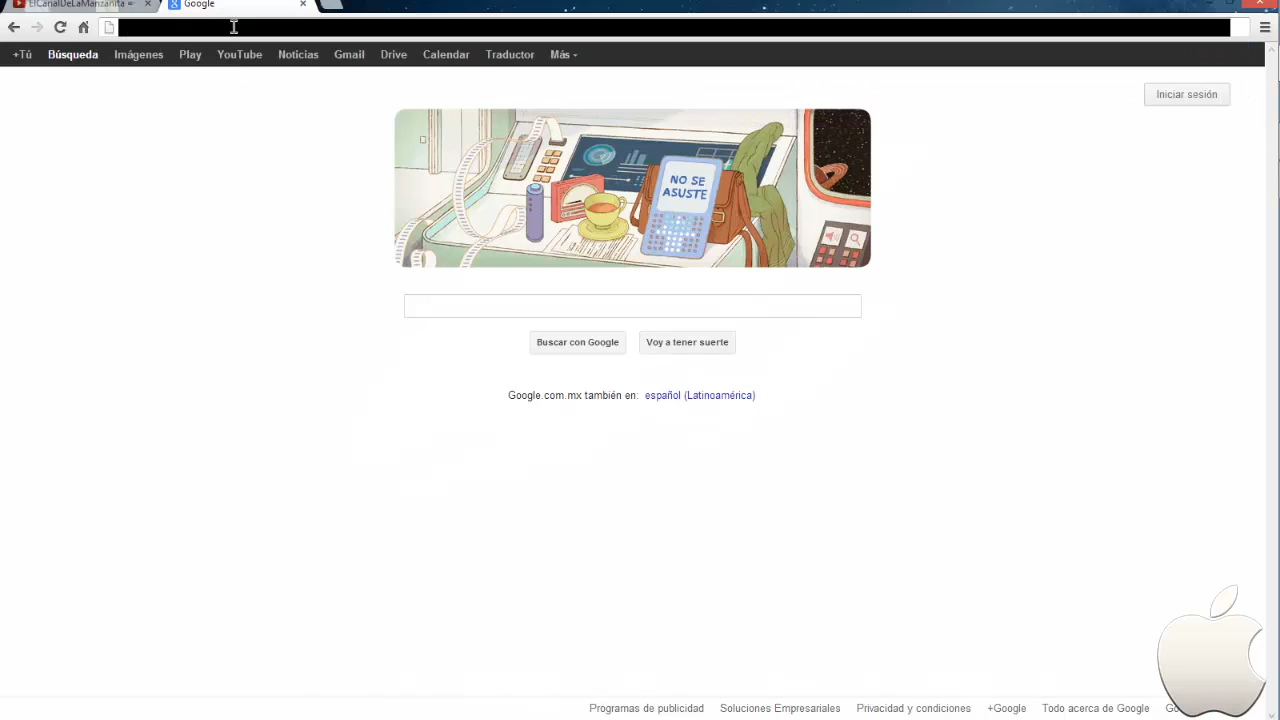 ElCanalDeLaManzanita
Google
+Tú Búsqueda Imágenes Play YouTube Noticias Gmail Drive Calendar Traductor Más
Iniciar sesión
NO SE
ASUSTE
Buscar con Google Voy a tener suerte
Google.com.mx también en: español (Latinoamérica)
Programas de publicidad Soluciones Empresariales Privacidad y condiciones +Google Todo acerca de Google